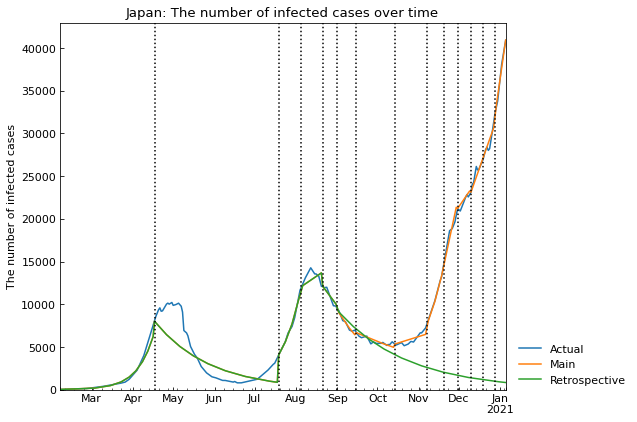 Japan: The number of infected cases over time
The number of infected cases
40000
35000
30000
25000
20000
15000
10000
5000
0
Mar Apr May Jun Jul Aug Sep Oct Nov Dec Jan
2021
Actual
Main
Retrospective